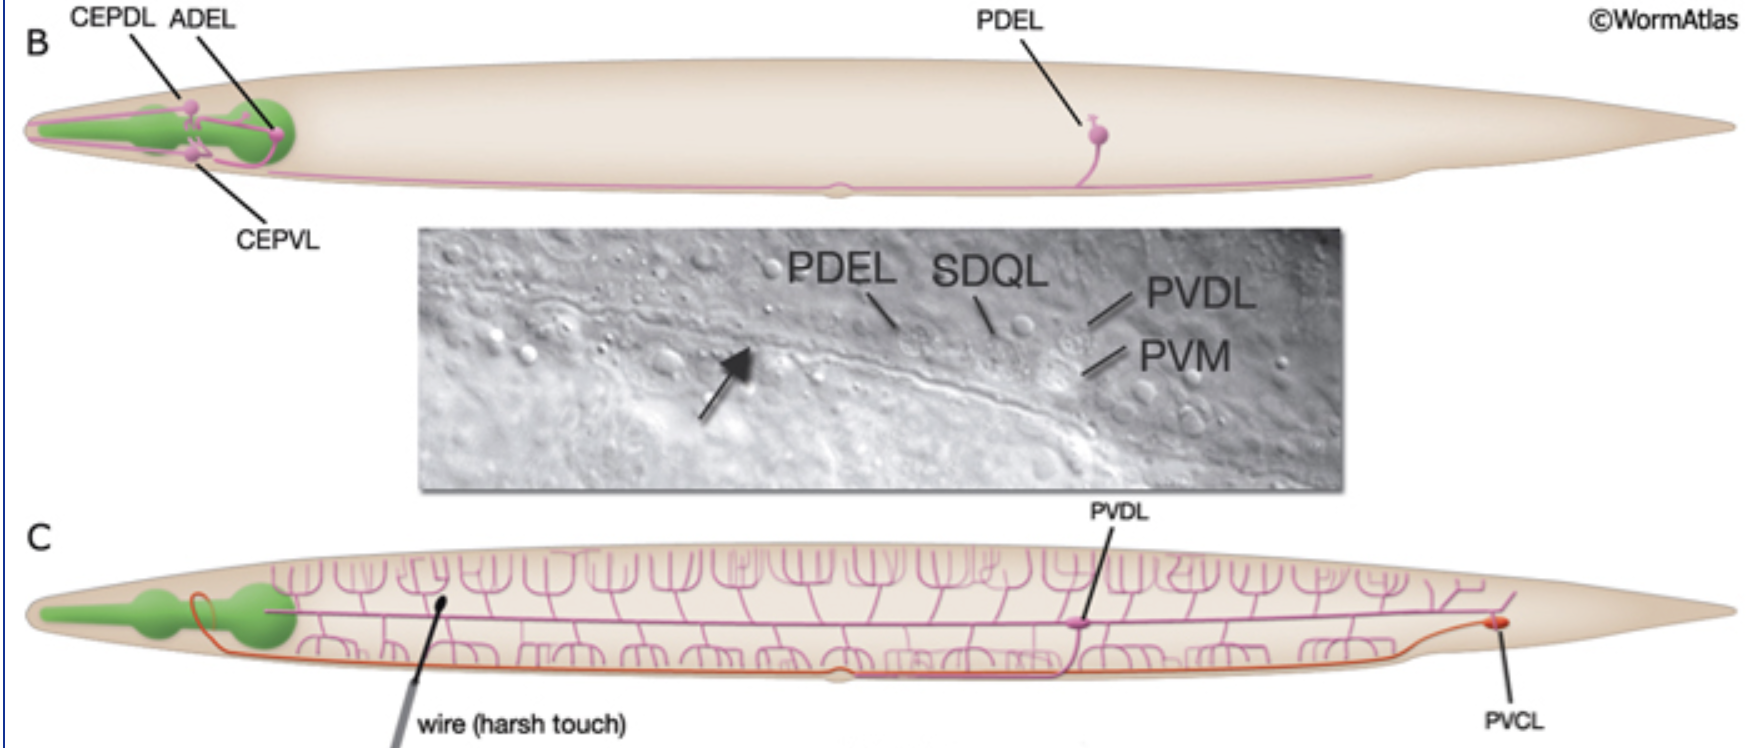 CEPDL ADEL
PDEL
©WormAtlas
B
CEPVL
PDEL SDQL
PVDL
PVM
PVDL
C
wire (harsh touch)
PVCL